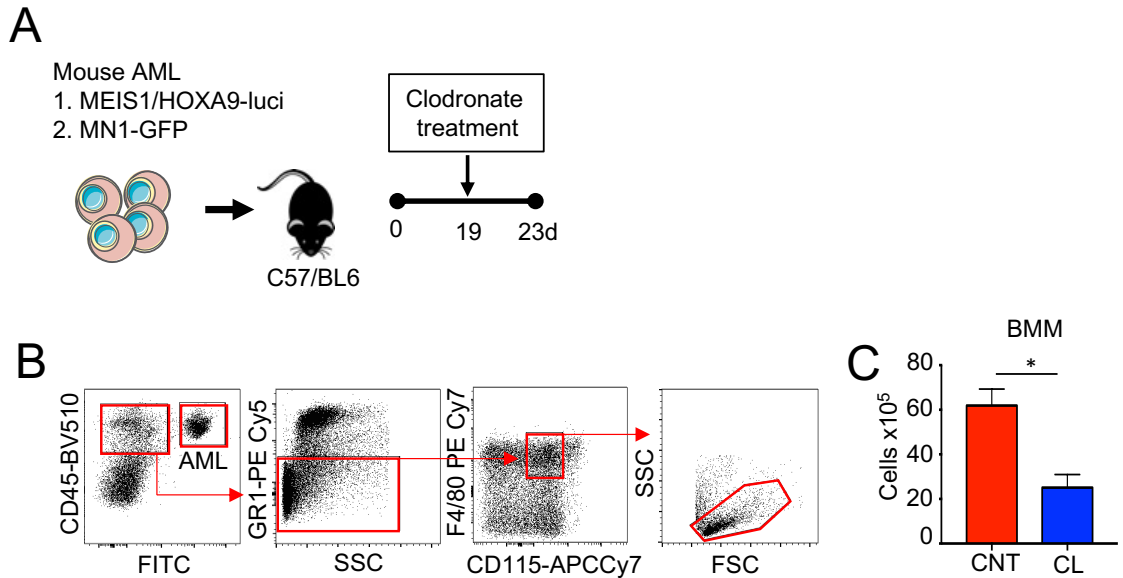 A
Mouse AML
1. MEIS1/HOXA9-luci
2. MN1-GFP
Clodronate
treatment
0 19 23d
C57/BL6
B
CD45-BV510
AML
FITC
GR1-PE Cy5
SSC
F4/80 PE Cy7
CD115-APCCy7
SSC
FSC
C
BMM
*
Cells x10⁵
80
60
40
20
0
CNT CL